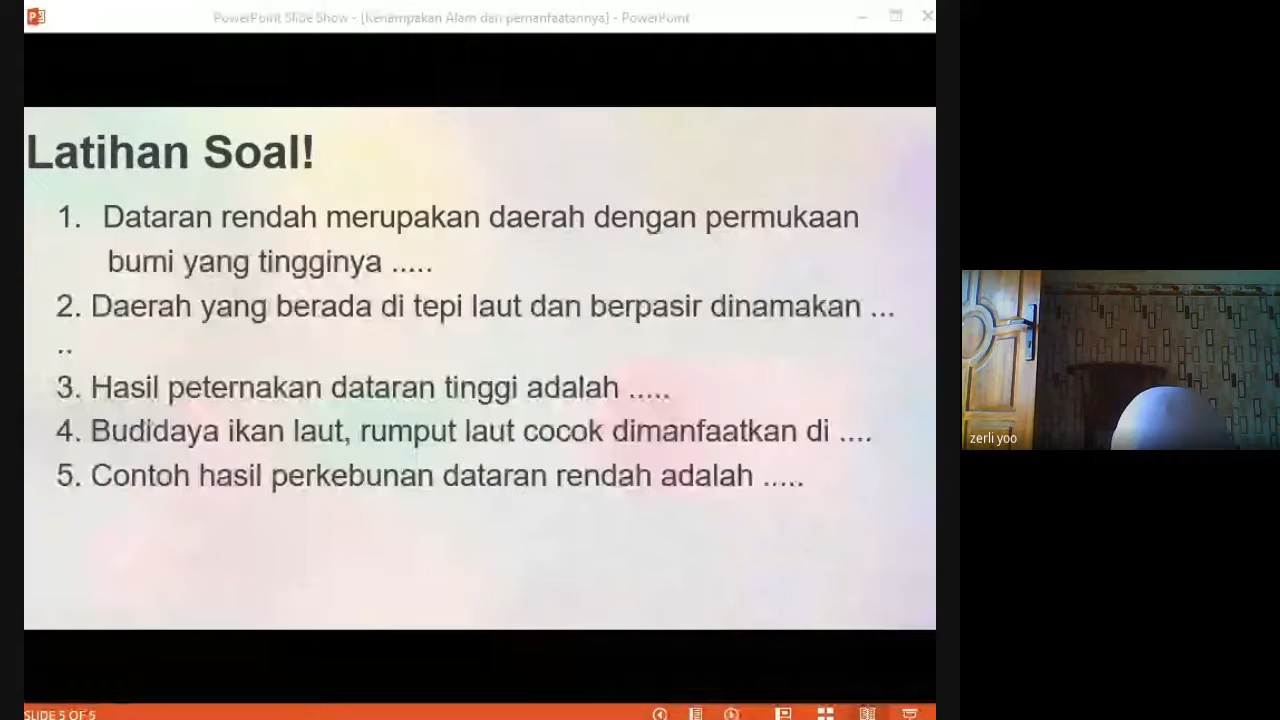 PowerPoint Slide Show - [Kenampakan Alam dan pemanfaatannya] - PowerPoint
Latihan Soal!
1. Dataran rendah merupakan daerah dengan permukaan
bumi yang tingginya .....
2. Daerah yang berada di tepi laut dan berpasir dinamakan ...
..
3. Hasil peternakan dataran tinggi adalah .....
4. Budidaya ikan laut, rumput laut cocok dimanfaatkan di ....
5. Contoh hasil perkebunan dataran rendah adalah .....
zerli yoo
SLIDE 5 OF 5